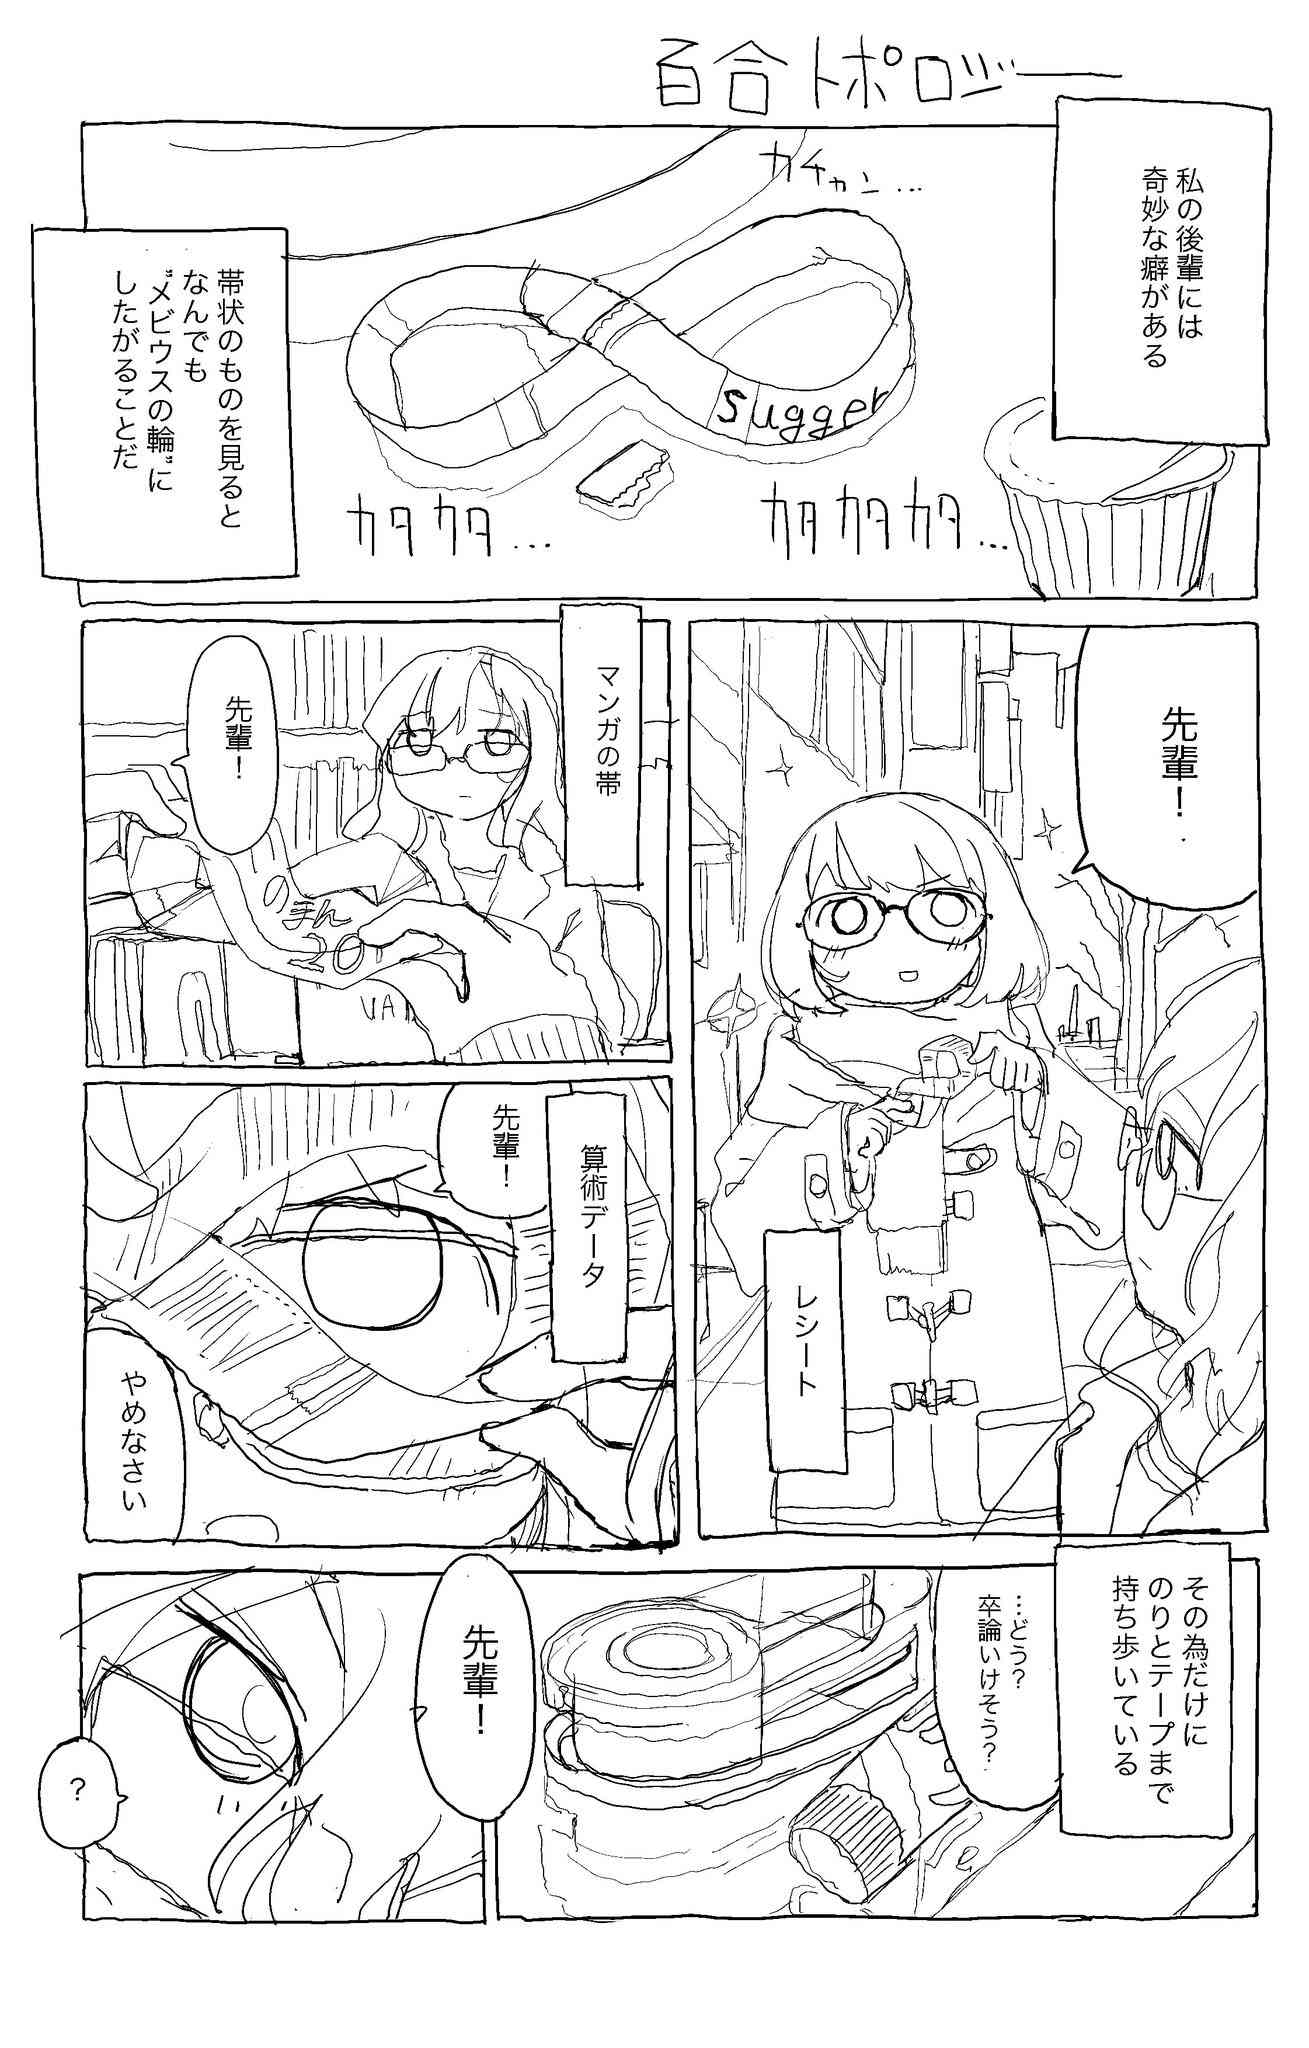 百合トポロジー
私の後輩には
奇妙な癖がある
カチャン…
sugger
カタカタカタ…
カタカタ…
帯状のものを見ると
なんでも
〝メビウスの輪〟に
したがることだ
先輩！
レシート
マンガの帯
先輩！
のまん
20
算術データ
先輩！
やめなさい
その為だけに
のりとテープまで
持ち歩いている
…どう？
卒論いけそう？
先輩！
？